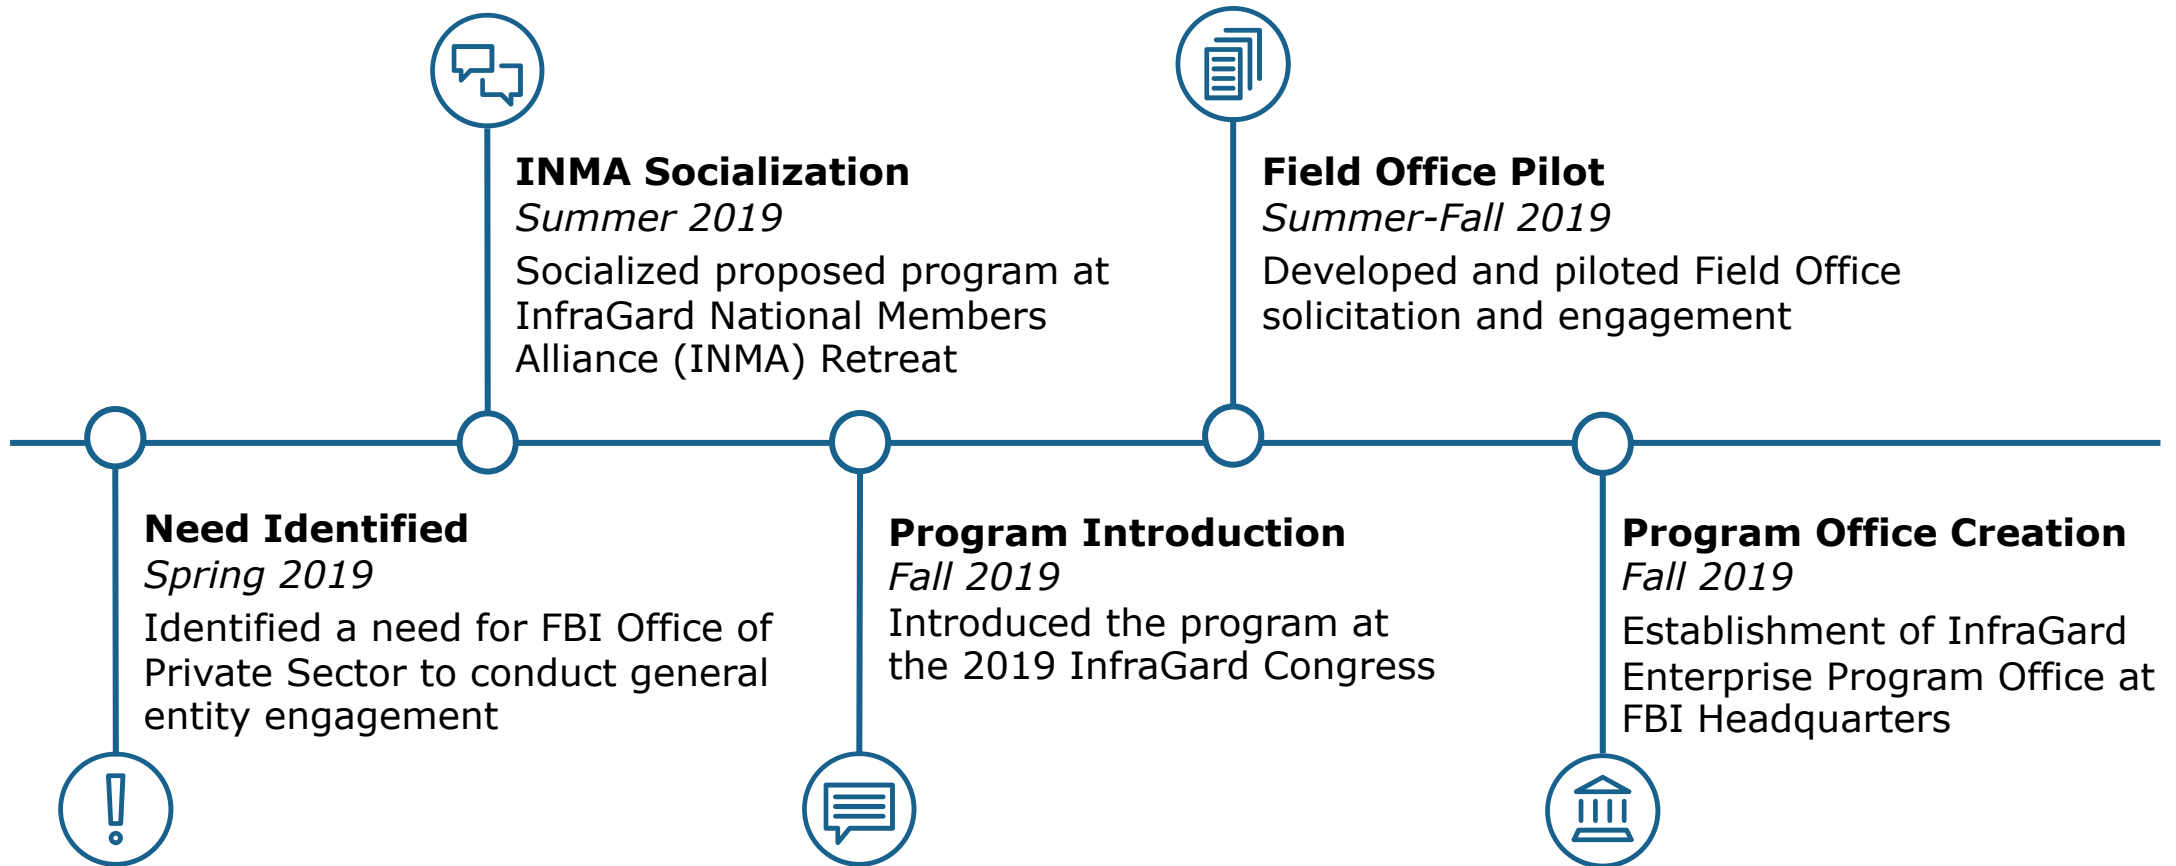 INMA Socialization
Summer 2019
Socialized proposed program at
InfraGard National Members
Alliance (INMA) Retreat
Field Office Pilot
Summer-Fall 2019
Developed and piloted Field Office
solicitation and engagement
Need Identified
Spring 2019
Identified a need for FBI Office of
Private Sector to conduct general
entity engagement
Program Introduction
Fall 2019
Introduced the program at
the 2019 InfraGard Congress
Program Office Creation
Fall 2019
Establishment of InfraGard
Enterprise Program Office at
FBI Headquarters